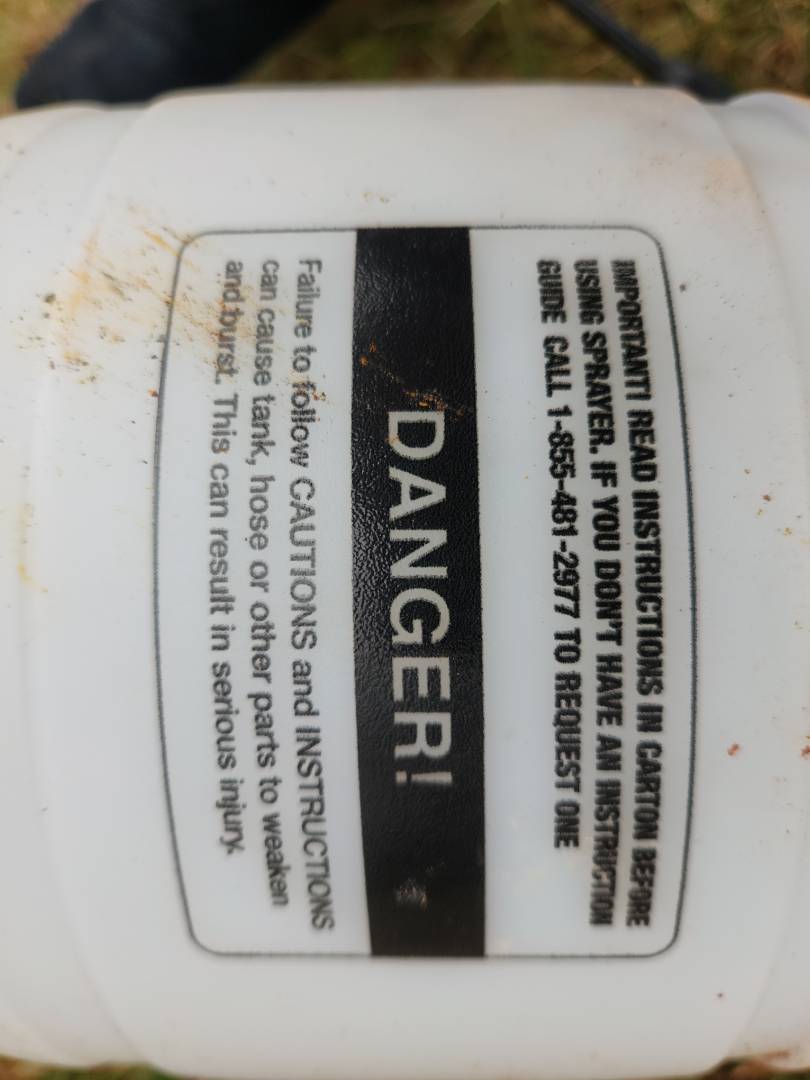 IMPORTANT! READ INSTRUCTIONS IN CARTON BEFORE
USING SPRAYER. IF YOU DON'T HAVE AN INSTRUCTION
GUIDE CALL 1-855-481-2977 TO REQUEST ONE
DANGER!
Failure to follow CAUTIONS and INSTRUCTIONS
can cause tank, hose or other parts to weaken
and burst. This can result in serious injury.